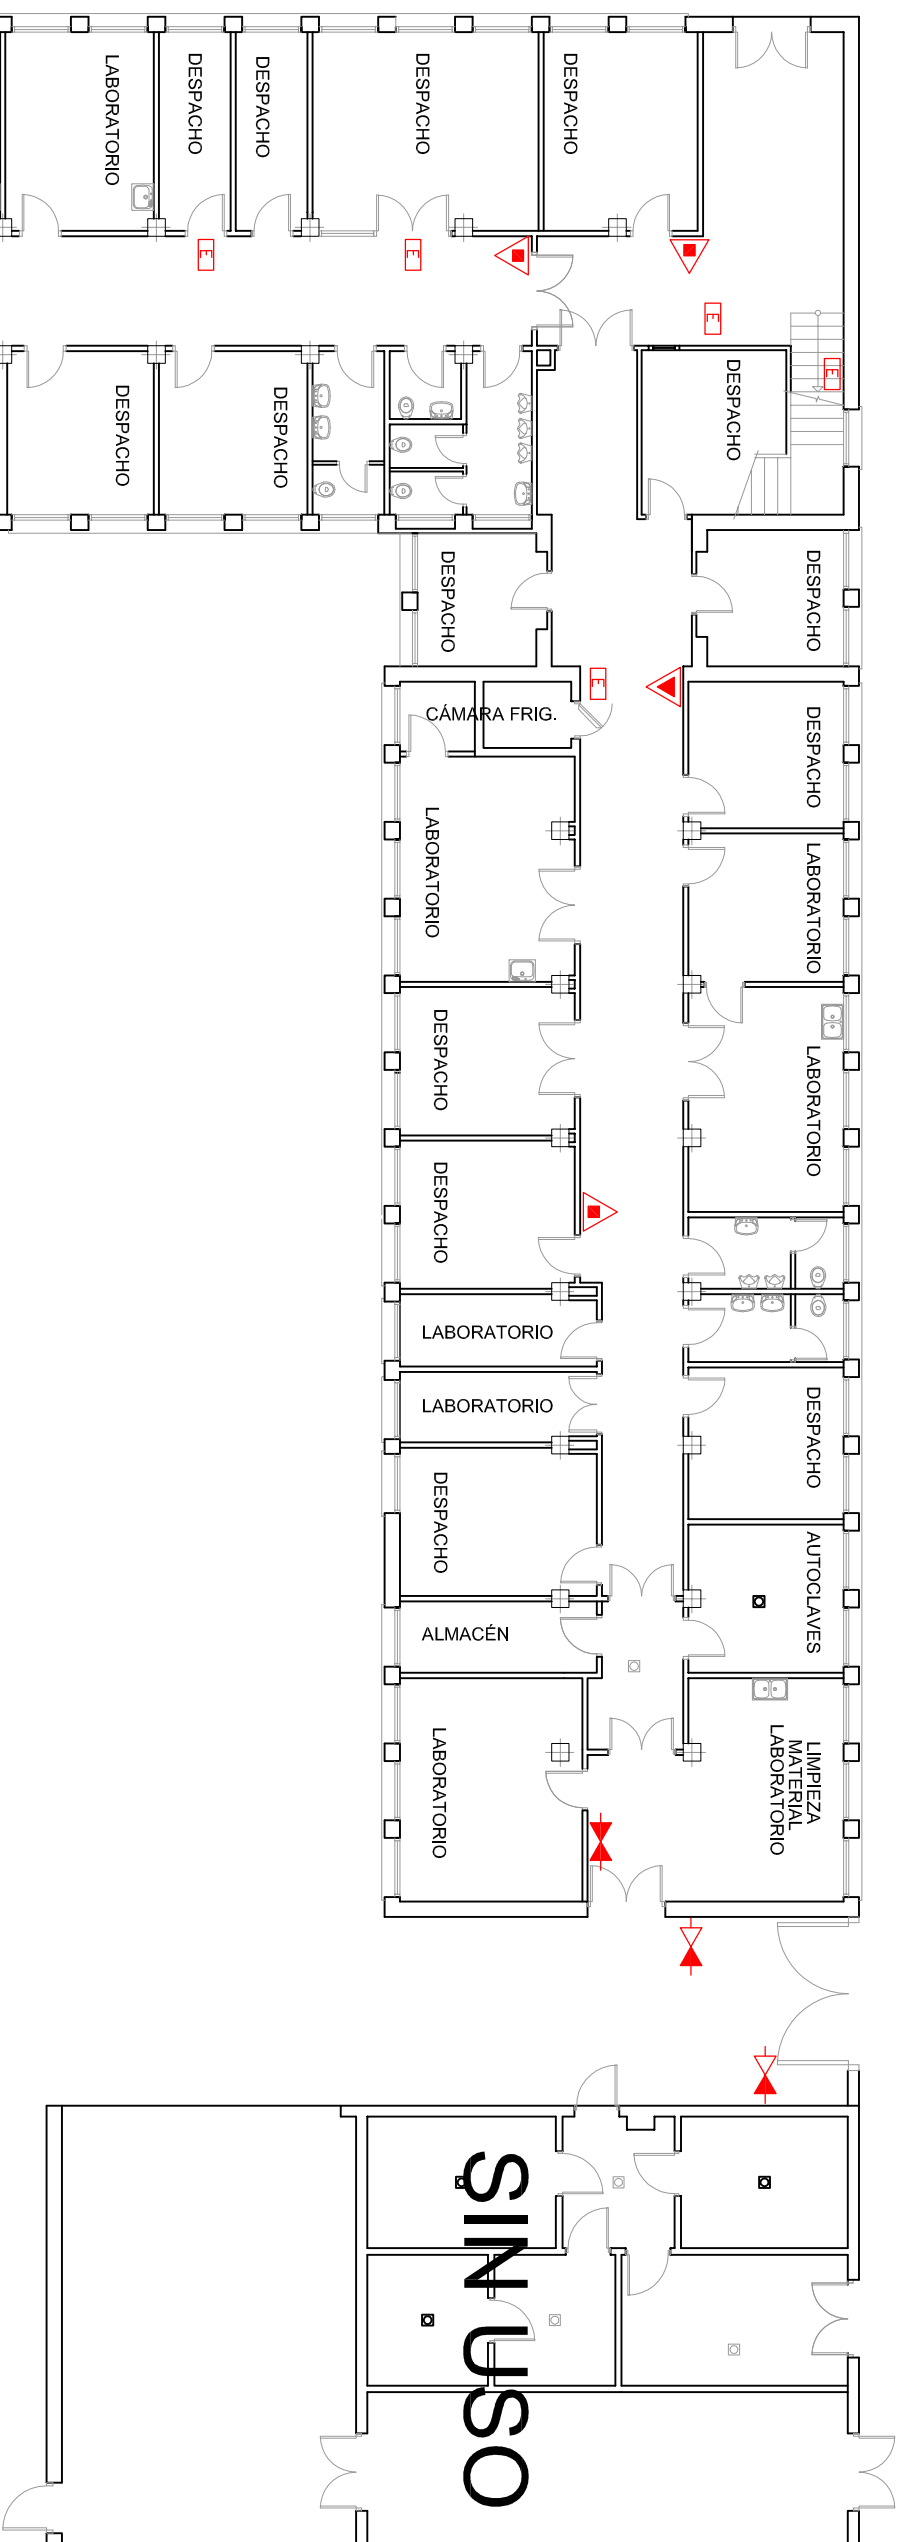 LABORATORIO
DESPACHO
DESPACHO
DESPACHO
DESPACHO
E
E
E
E
DESPACHO
DESPACHO
DESPACHO
DESPACHO
DESPACHO
E
CÁMARA FRIG.
DESPACHO
DESPACHO
LABORATORIO
LABORATORIO
DESPACHO
LABORATORIO
DESPACHO
LABORATORIO
LABORATORIO
DESPACHO
DESPACHO
AUTOCLAVES
ALMACÉN
LABORATORIO
LIMPIEZA
MATERIAL
LABORATORIO
SIN USO